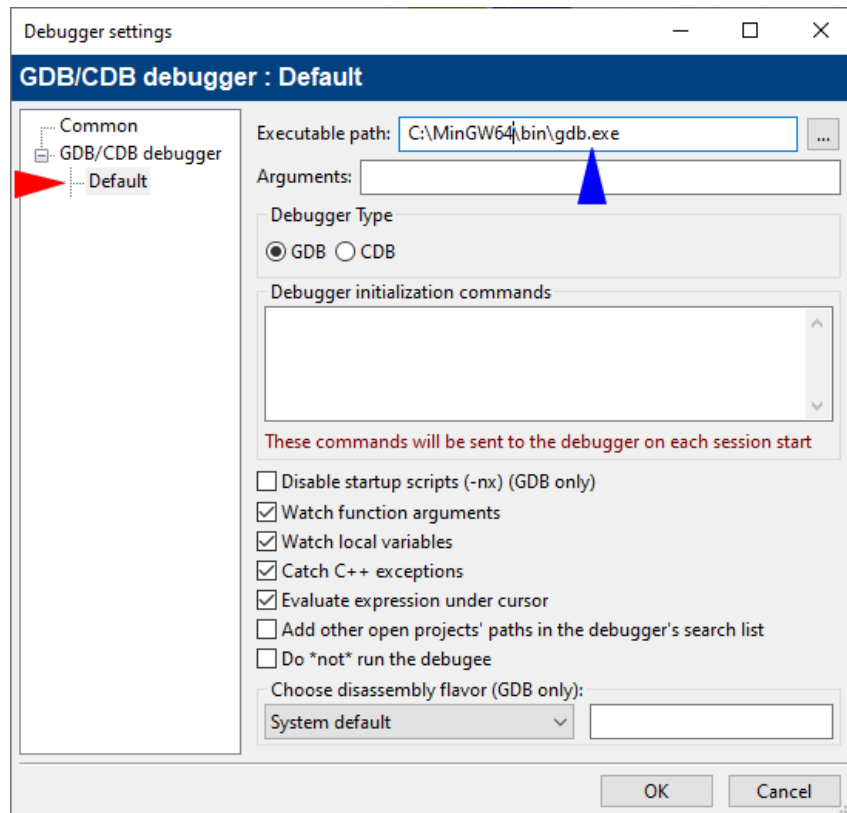 Debugger settings
GDB/CDB debugger : Default
Common
GDB/CDB debugger
Default
Executable path: C:\MinGW64\bin\gdb.exe ...
Arguments:
Debugger Type
GDB CDB
Debugger initialization commands
These commands will be sent to the debugger on each session start
Disable startup scripts (-nx) (GDB only)
Watch function arguments
Watch local variables
Catch C++ exceptions
Evaluate expression under cursor
Add other open projects' paths in the debugger's search list
Do *not* run the debugee
Choose disassembly flavor (GDB only):
System default
OK Cancel